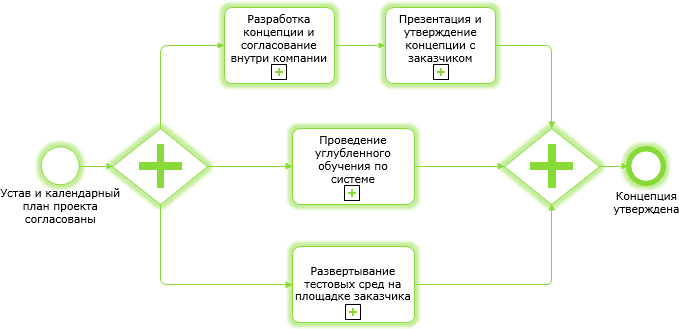 Разработка
концепции и
согласование
внутри компании
Презентация и
утверждение
концепции с
заказчиком
Устав и календарный
план проекта
согласованы
Проведение
углубленного
обучения по
системе
Концепция
утверждена
Развертывание
тестовых сред на
площадке заказчика